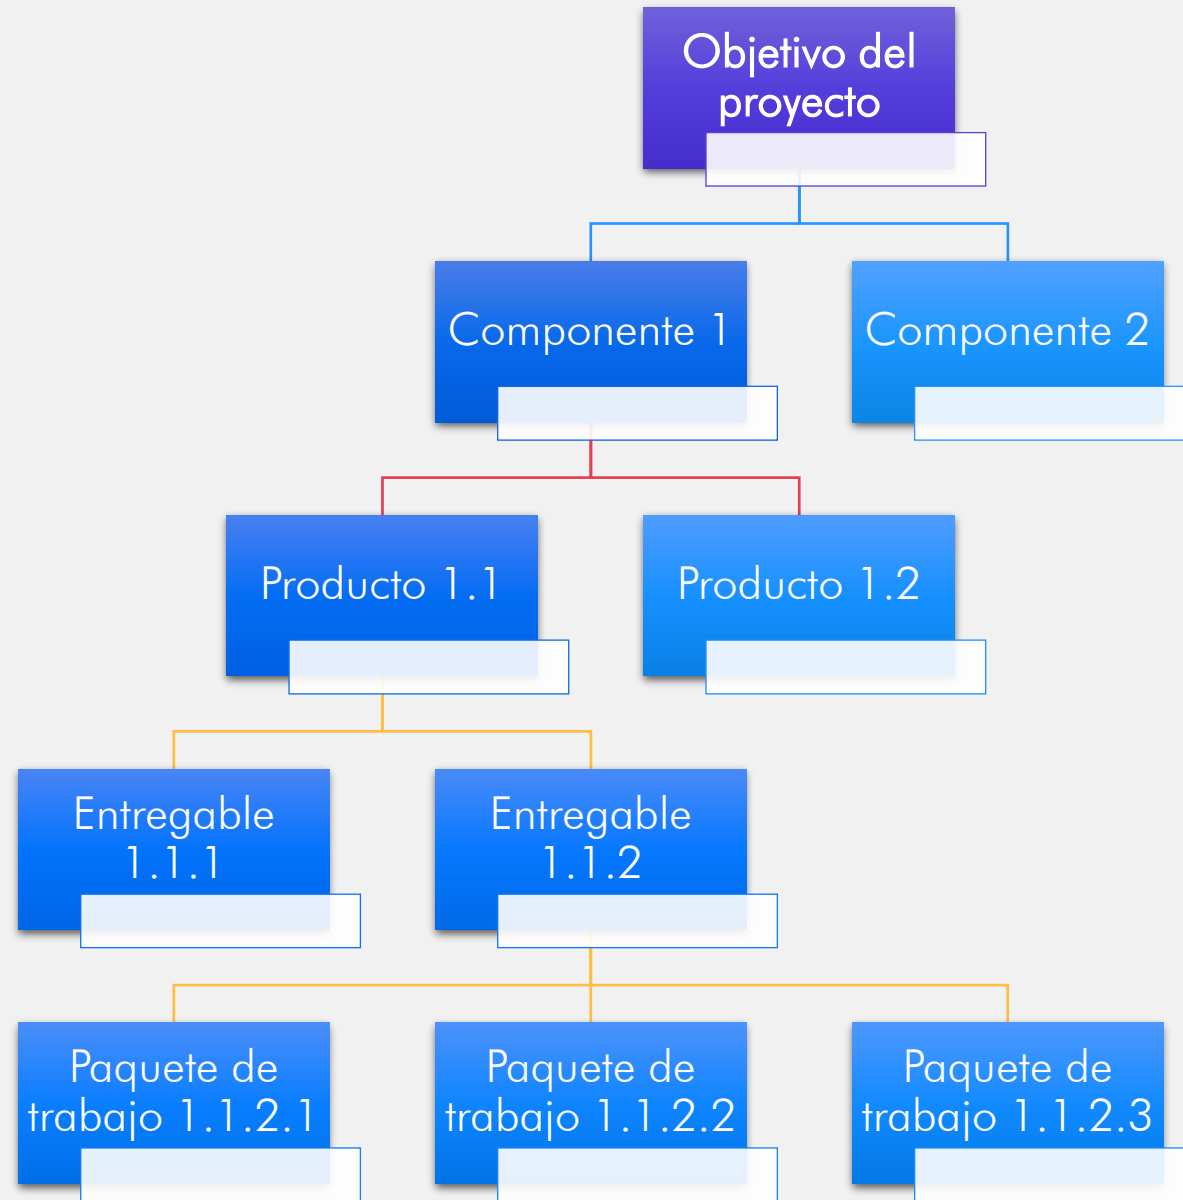 Objetivo del
proyecto
Componente 1
Componente 2
Producto 1.1
Producto 1.2
Entregable
1.1.1
Entregable
1.1.2
Paquete de
trabajo 1.1.2.1
Paquete de
trabajo 1.1.2.2
Paquete de
trabajo 1.1.2.3